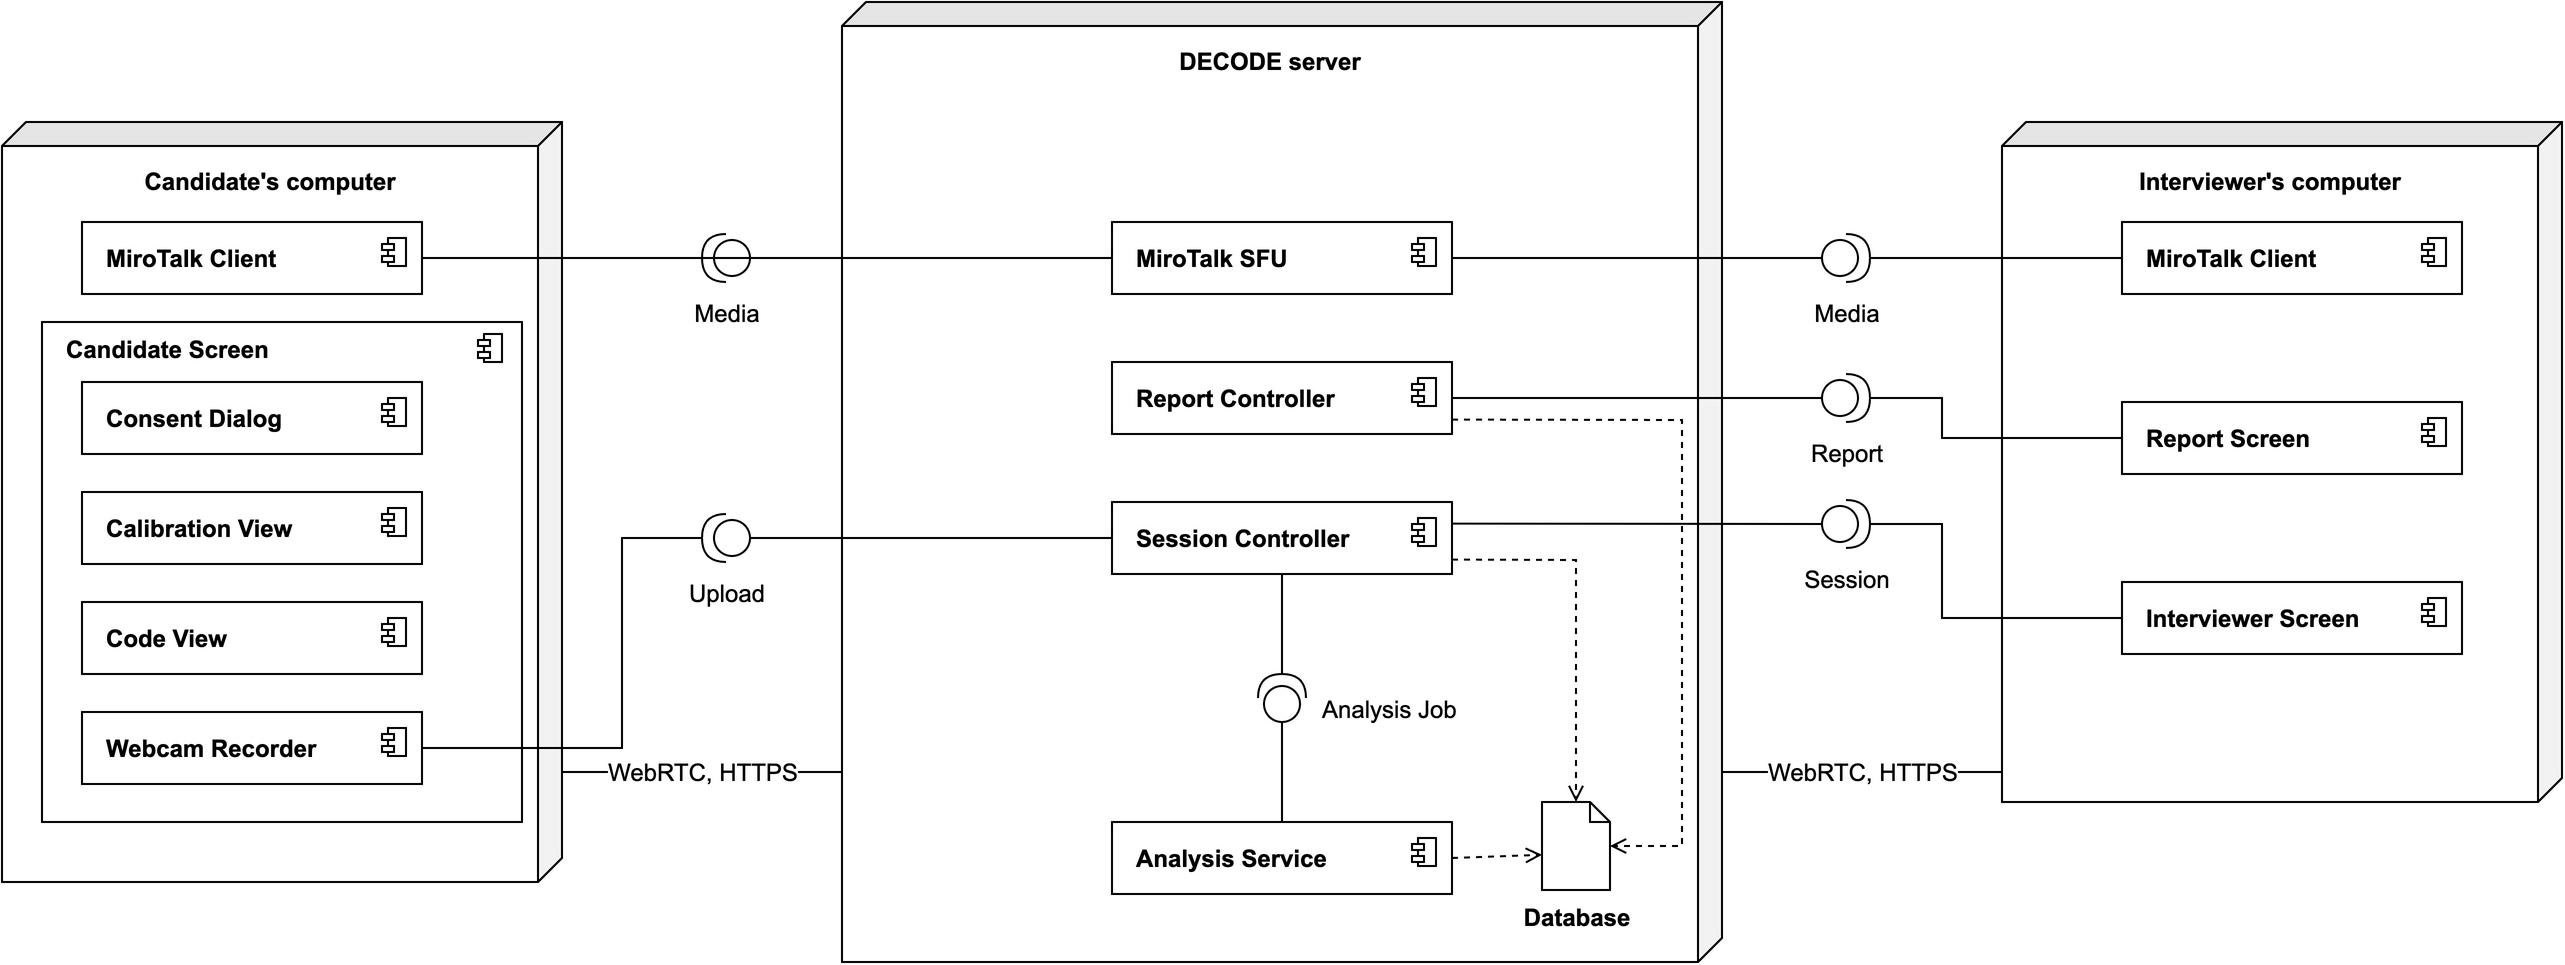 DECODE server
Candidate's computer
MiroTalk Client
Candidate Screen
Consent Dialog
Calibration View
Code View
Webcam Recorder
Media
Upload
WebRTC, HTTPS
MiroTalk SFU
Report Controller
Session Controller
Analysis Job
Analysis Service
Database
Media
Report
Session
WebRTC, HTTPS
Interviewer's computer
MiroTalk Client
Report Screen
Interviewer Screen